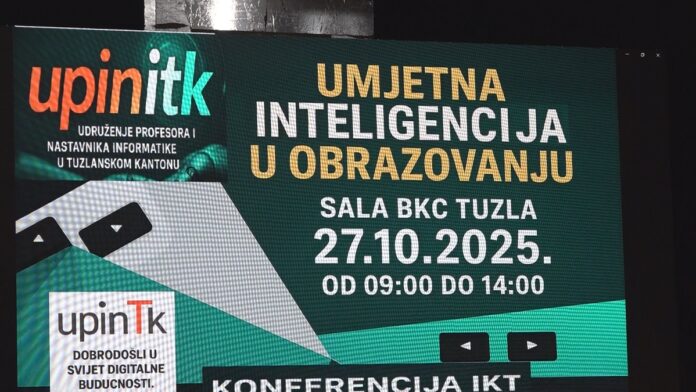 upinitk
UDRUŽENJE PROFESORA I
NASTAVNIKA INFORMATIKE
U TUZLANSKOM KANTONU
UMJETNA
INTELIGENCIJA
U OBRAZOVANJU
SALA BKC TUZLA
27.10.2025.
OD 09:00 DO 14:00
upinTk
DOBRODOŠLI U
SVIJET DIGITALNE
BUDUĆNOSTI.
KONFERENCIJA IKT